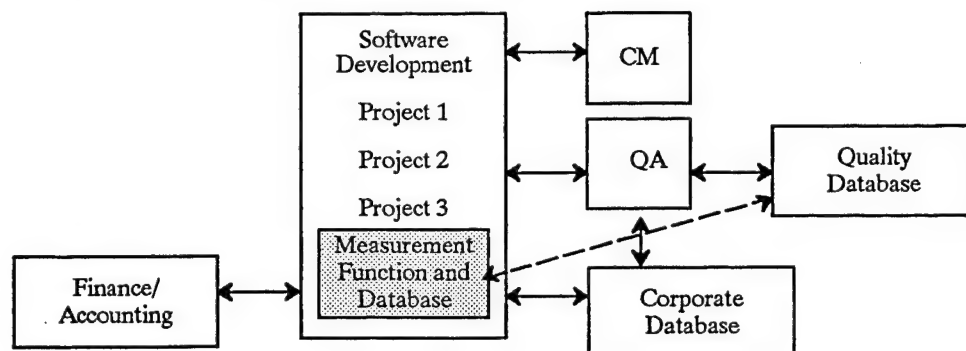 Software
Development
Project 1
Project 2
Project 3
Measurement
Function and
Database
CM
QA
Quality
Database
Finance/
Accounting
Corporate
Database